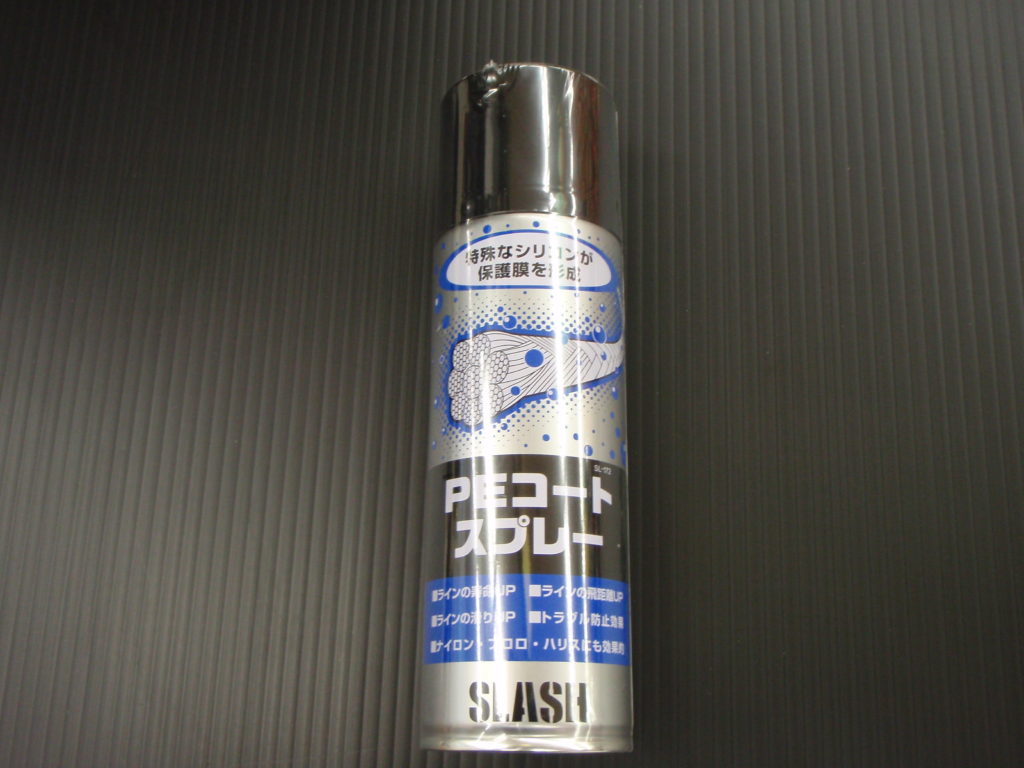 特殊なシリコンが
保護膜を形成
SL-172
PEコート
スプレー
■ラインの寿命UP ■ラインの飛距離UP
■ラインの滑りUP ■トラブル防止効果
■ナイロン・フロロ・ハリスにも効果的
SLASH